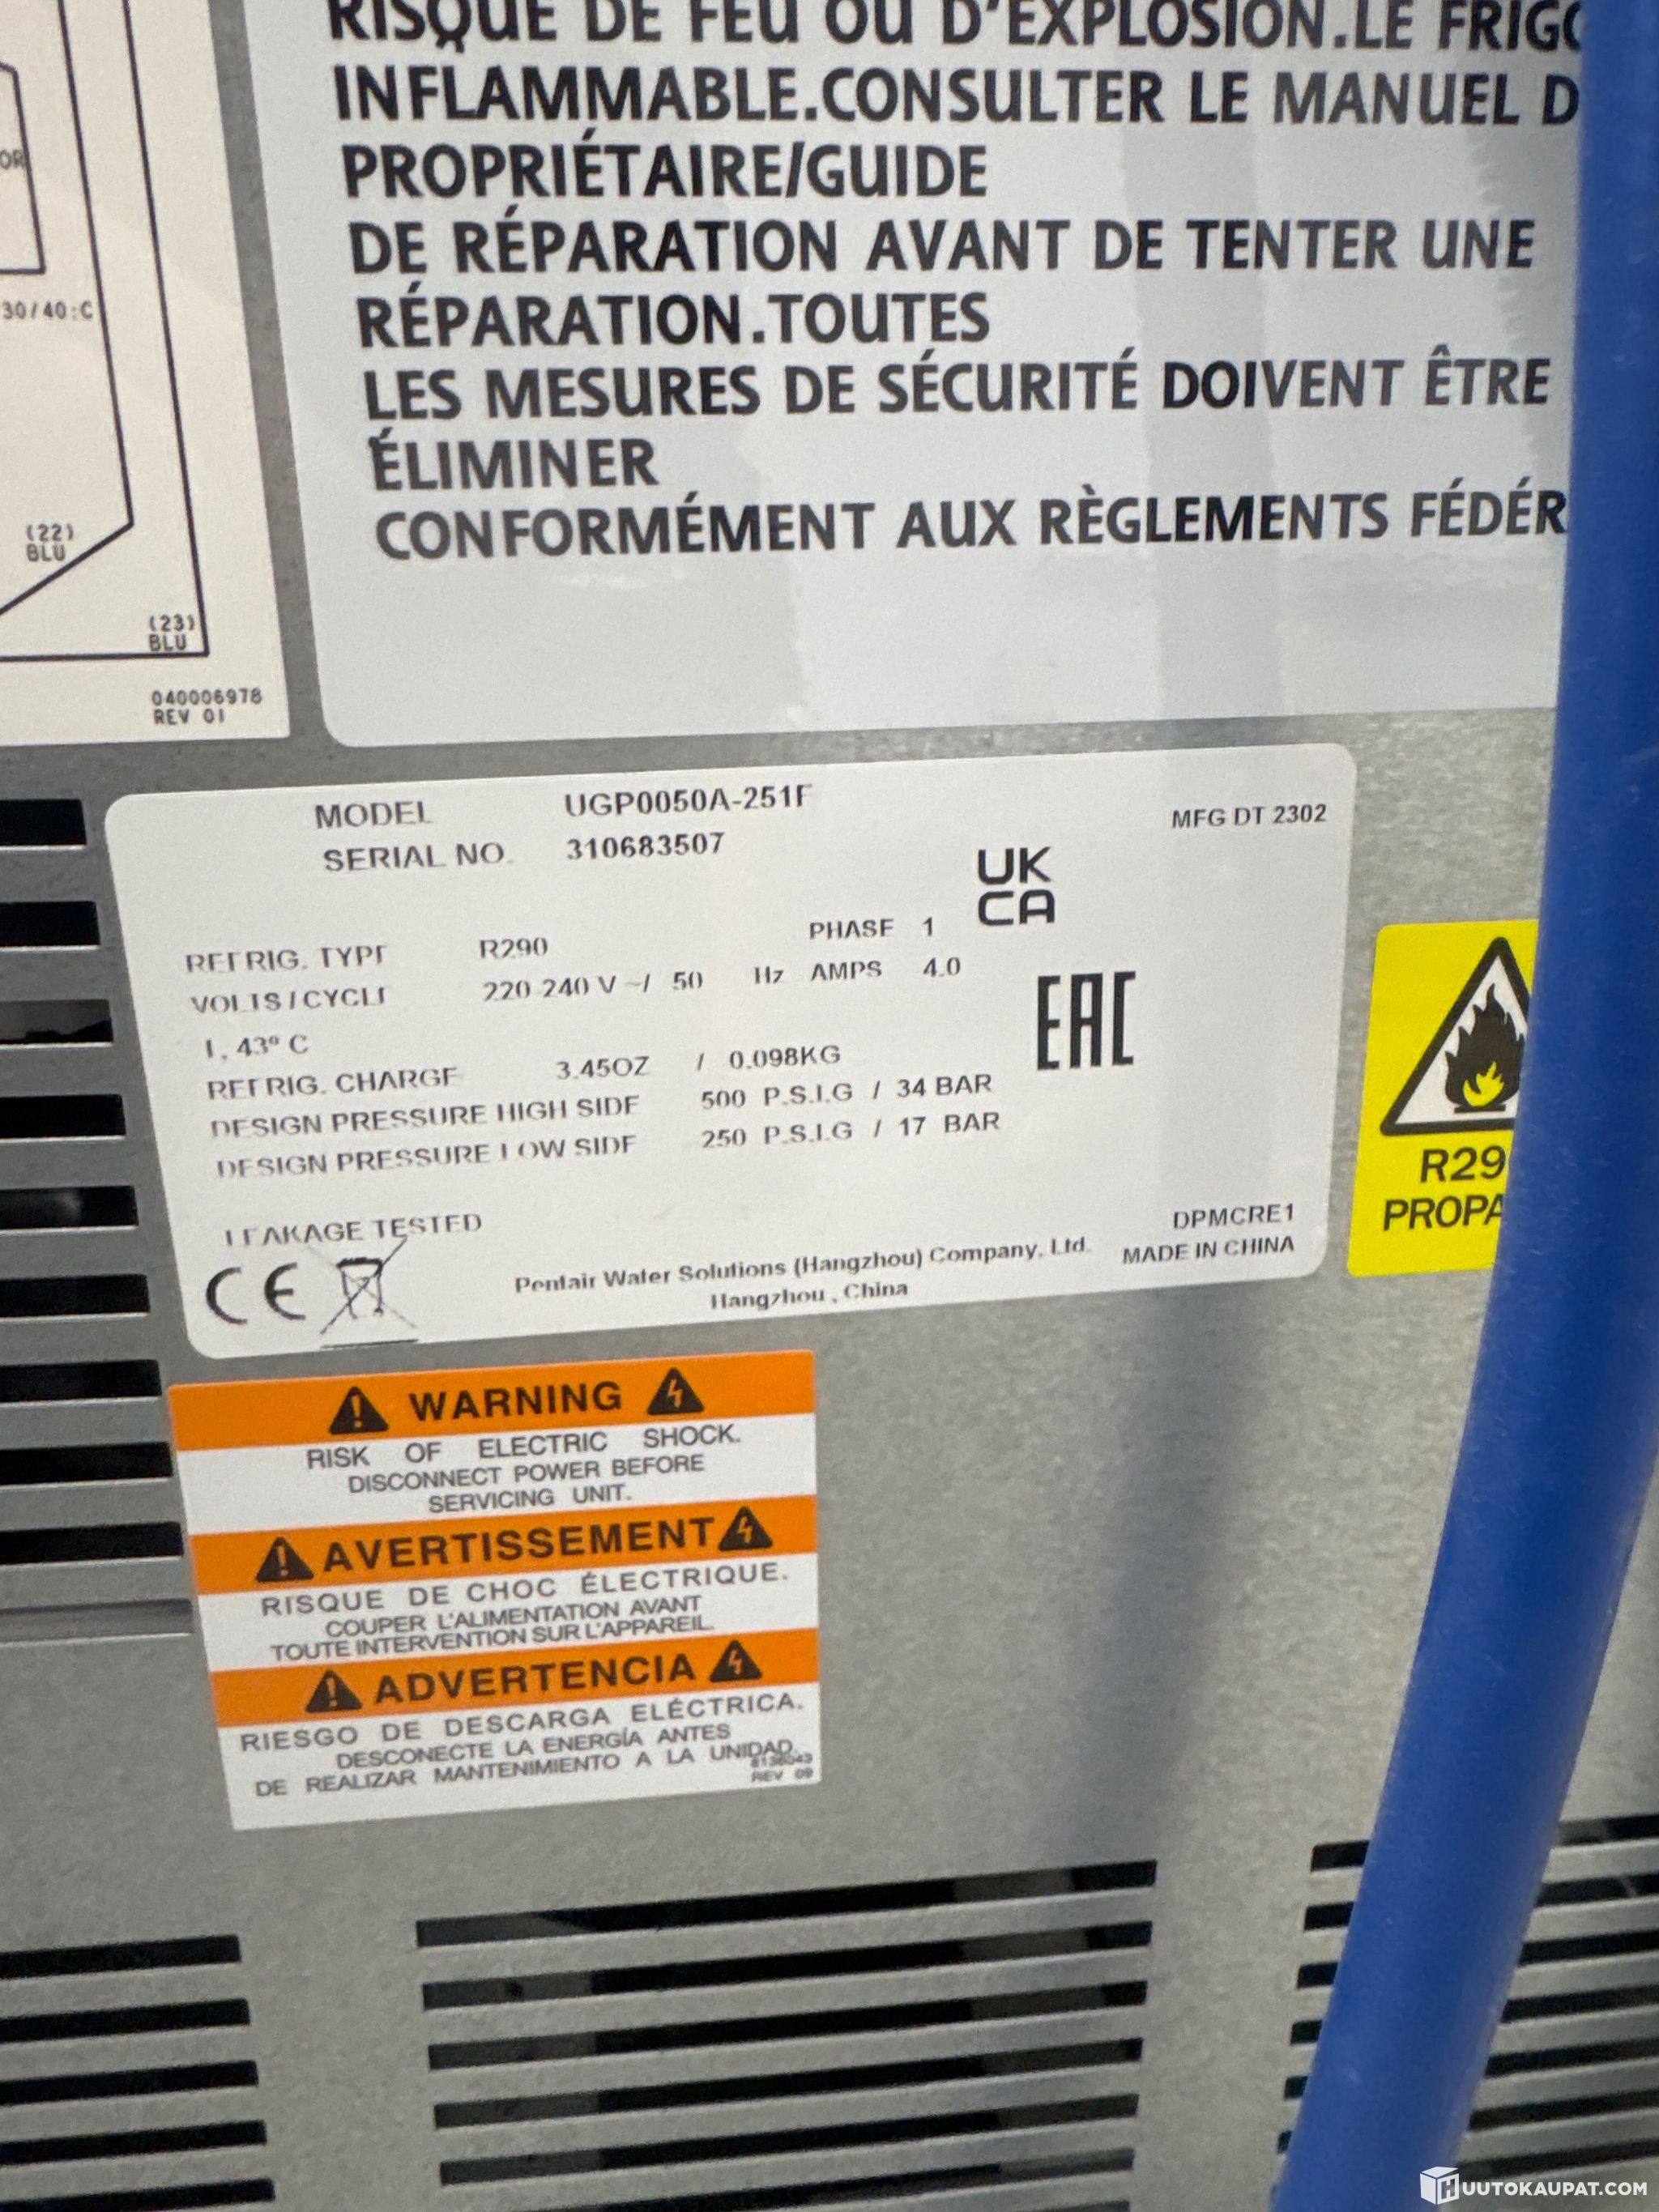 RISQUE DE FEU OU D'EXPLOSION.LE FRIGO
INFLAMMABLE.CONSULTER LE MANUEL D
PROPRIÉTAIRE/GUIDE
DE RÉPARATION AVANT DE TENTER UNE
RÉPARATION.TOUTES
LES MESURES DE SÉCURITÉ DOIVENT ÊTRE
ÉLIMINER
CONFORMÉMENT AUX RÈGLEMENTS FÉDÉR
OR
30/40:C
(22)
BLU
(23)
BLU
040006978
REV 01
MODEL UGP0050A-251F
MFG DT 2302
SERIAL NO. 310683507
UK
CA
REFRIG. TYPE R290 PHASE 1
VOLTS/CYCLE 220-240 V ~/ 50 Hz AMPS 4.0
I, 43° C
EAC
REFRIG. CHARGE 3.45OZ / 0.098KG
DESIGN PRESSURE HIGH SIDE 500 P.S.I.G / 34 BAR
DESIGN PRESSURE LOW SIDE 250 P.S.I.G / 17 BAR
LEAKAGE TESTED
DPMCRE1
CE
Pentair Water Solutions (Hangzhou) Company, Ltd.
MADE IN CHINA
Hangzhou, China
R29
PROPA
WARNING
RISK OF ELECTRIC SHOCK.
DISCONNECT POWER BEFORE
SERVICING UNIT.
AVERTISSEMENT
RISQUE DE CHOC ÉLECTRIQUE.
COUPER L'ALIMENTATION AVANT
TOUTE INTERVENTION SUR L'APPAREIL.
ADVERTENCIA
RIESGO DE DESCARGA ELÉCTRICA.
DESCONECTE LA ENERGÍA ANTES
DE REALIZAR MANTENIMIENTO A LA UNIDAD.
REV 09
HUUTOKAUPAT.COM